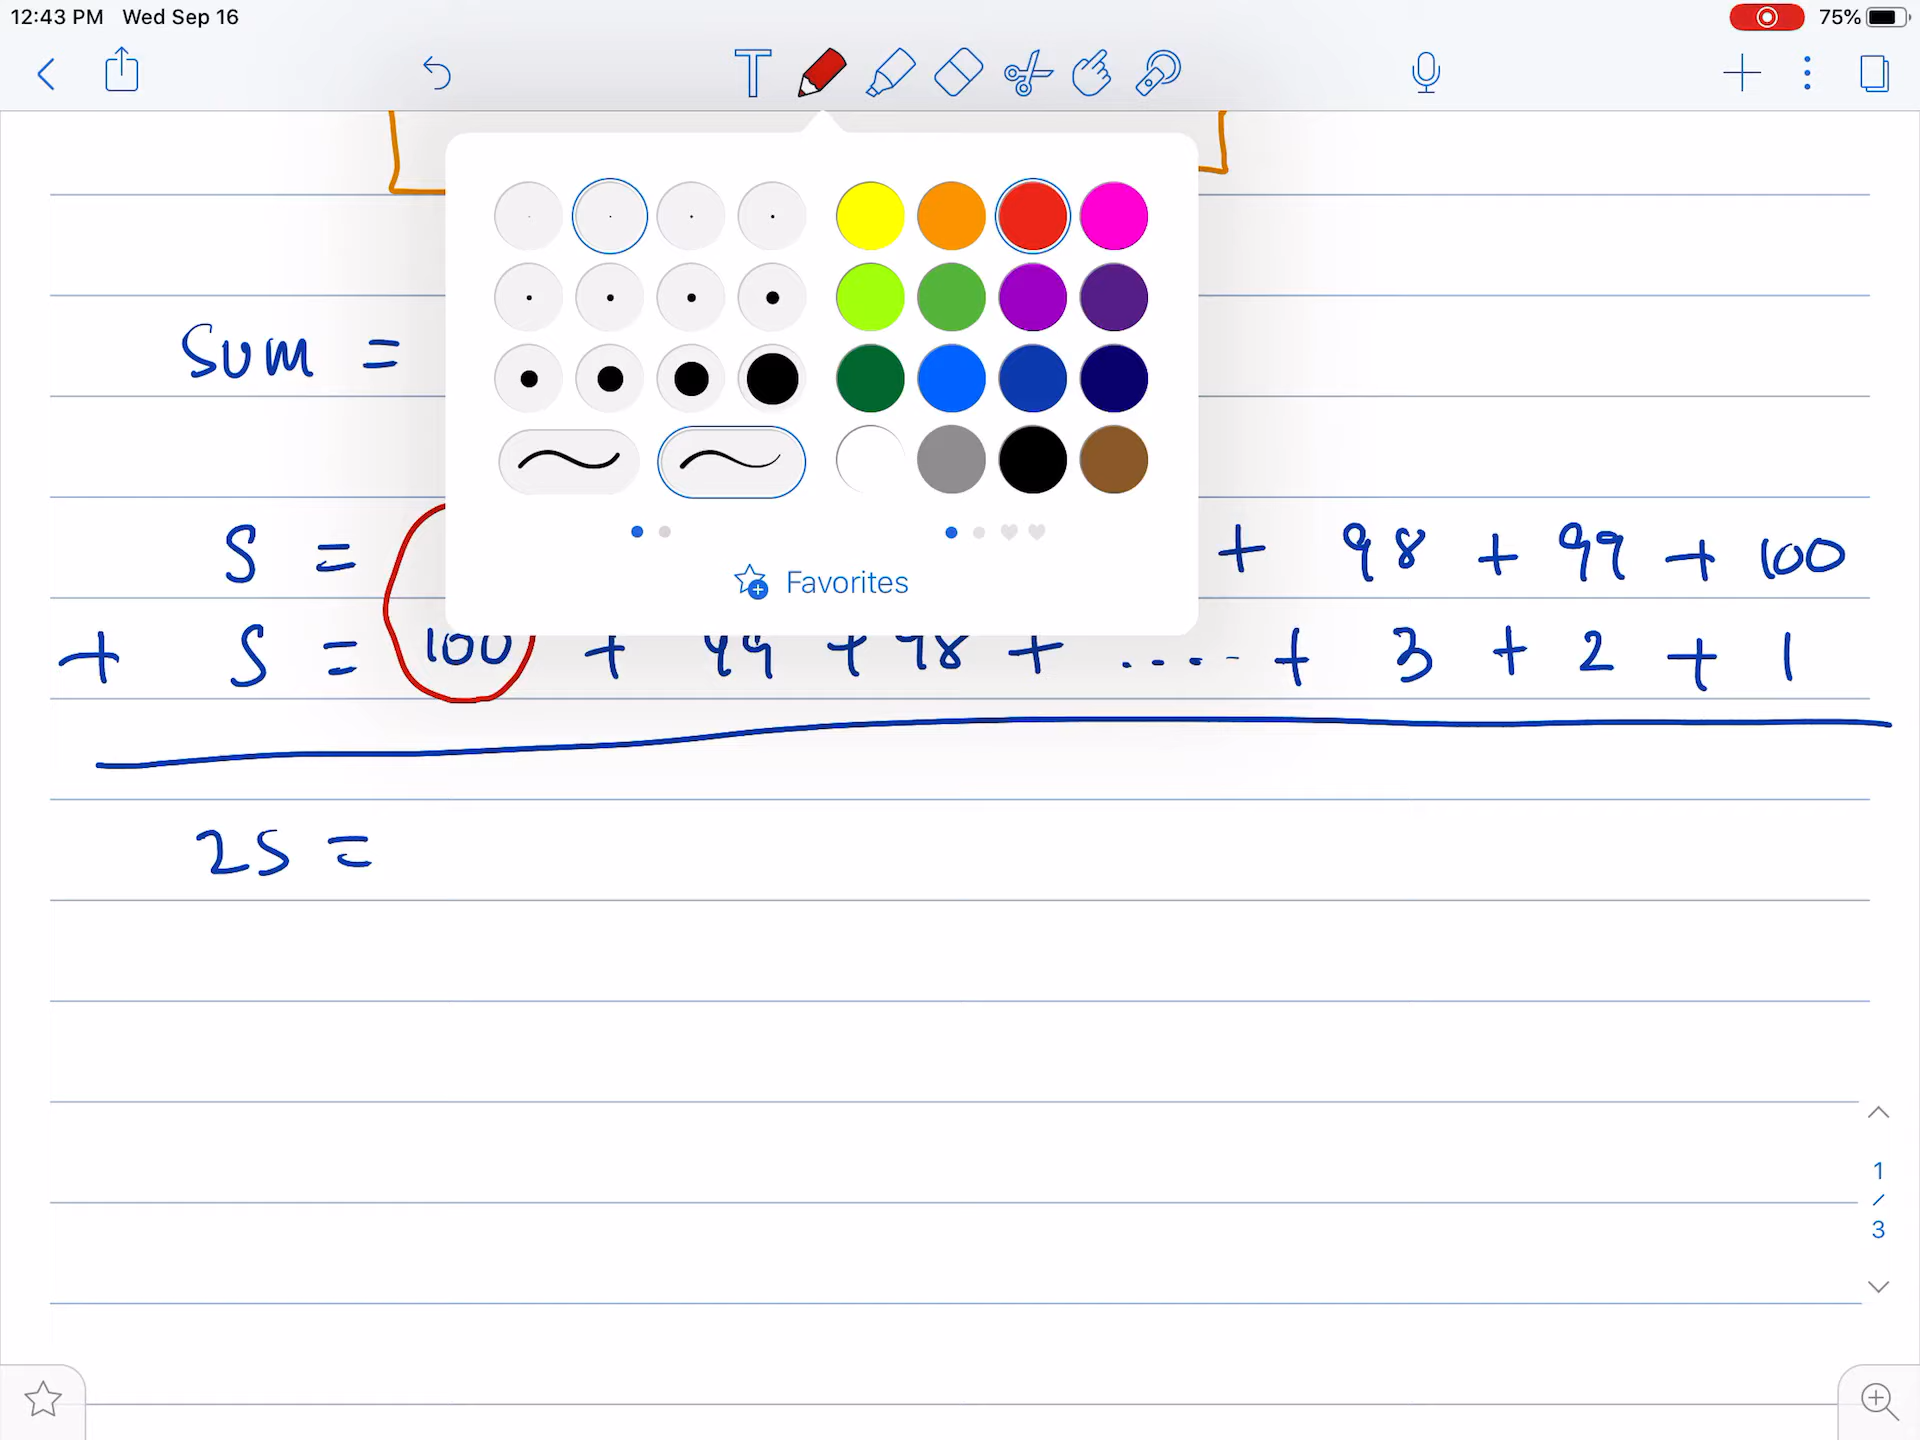 12:43 PM Wed Sep 16 75%
T
Favorites
SUM =
S = + 98 + 99 + 100
+ S = 100 + 99 + 98 + ..... + 3 + 2 + 1
2S =
1
/
3